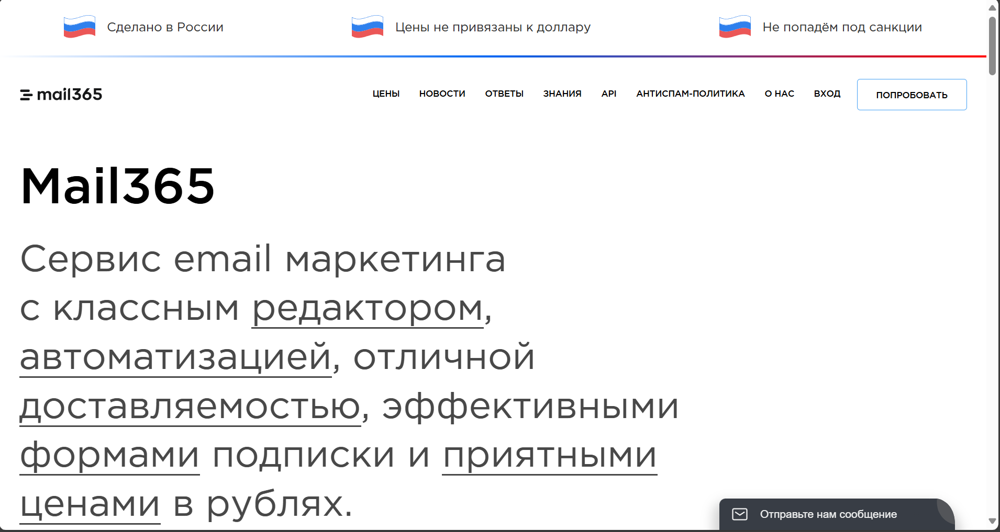 Сделано в России
Цены не привязаны к доллару
Не попадём под санкции
mail365
ЦЕНЫ
НОВОСТИ
ОТВЕТЫ
ЗНАНИЯ
API
АНТИСПАМ-ПОЛИТИКА
О НАС
ВХОД
ПОПРОБОВАТЬ
Mail365
Сервис email маркетинга
с классным редактором,
автоматизацией, отличной
доставляемостью, эффективными
формами подписки и приятными
ценами в рублях.
Отправьте нам сообщение